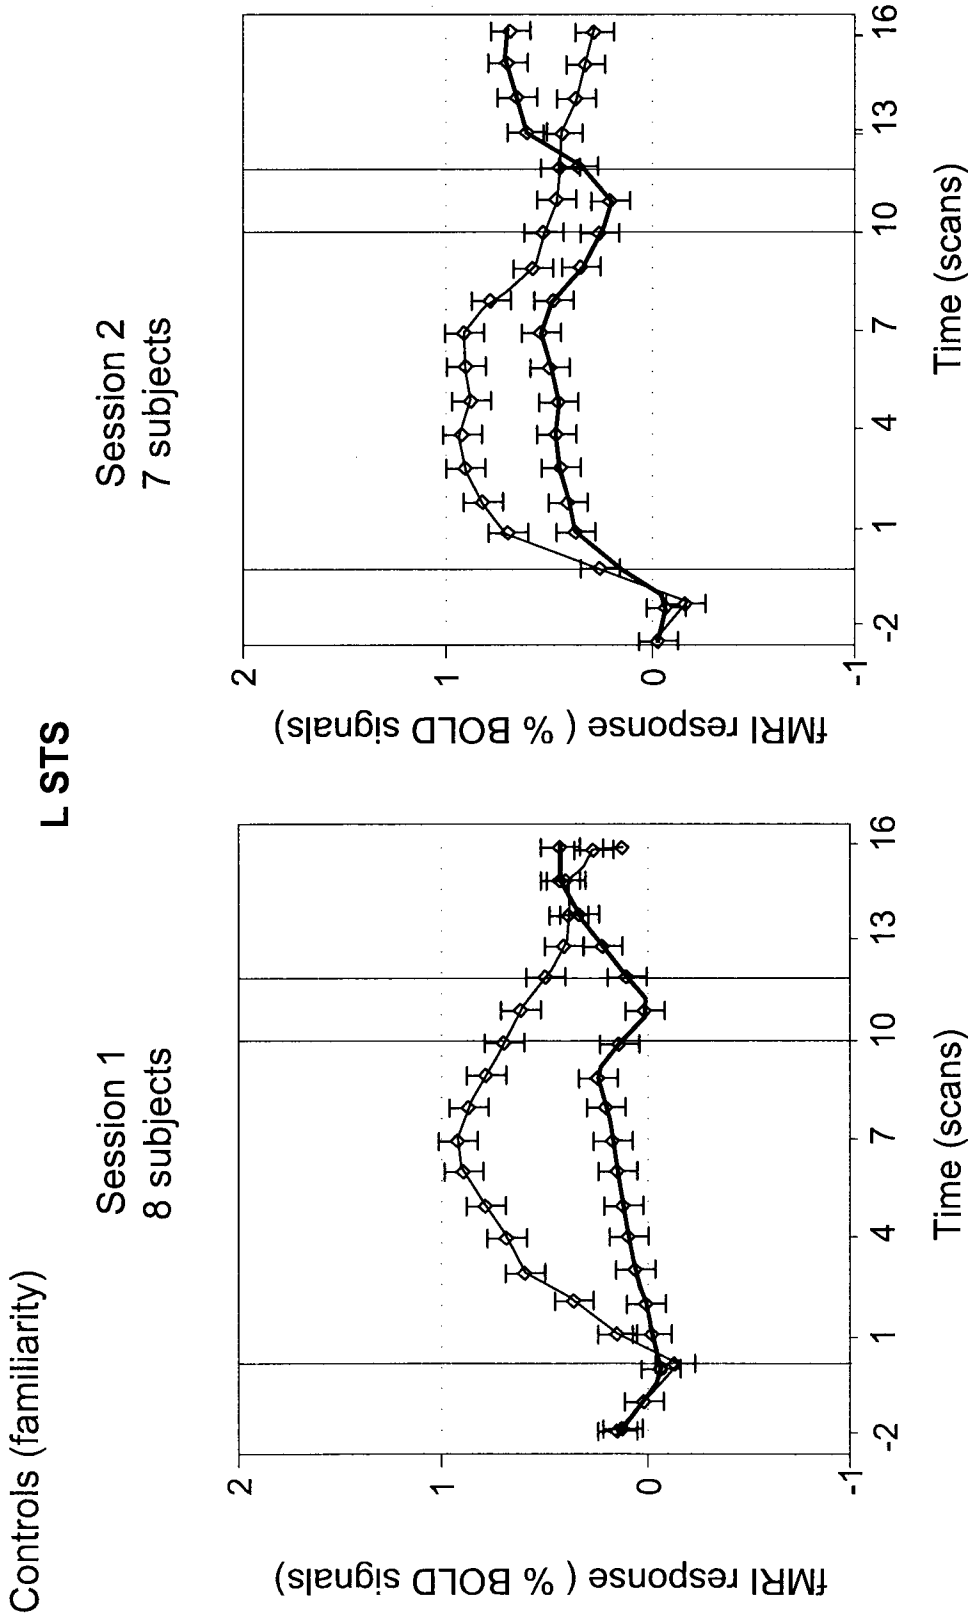 Controls (familiarity)
L STS
Session 1
8 subjects
fMRI response ( % BOLD signals)
2
1
0
-1
-2
1
4
7
10
13
16
Time (scans)
Session 2
7 subjects
fMRI response ( % BOLD signals)
2
1
0
-1
-2
1
4
7
10
13
16
Time (scans)